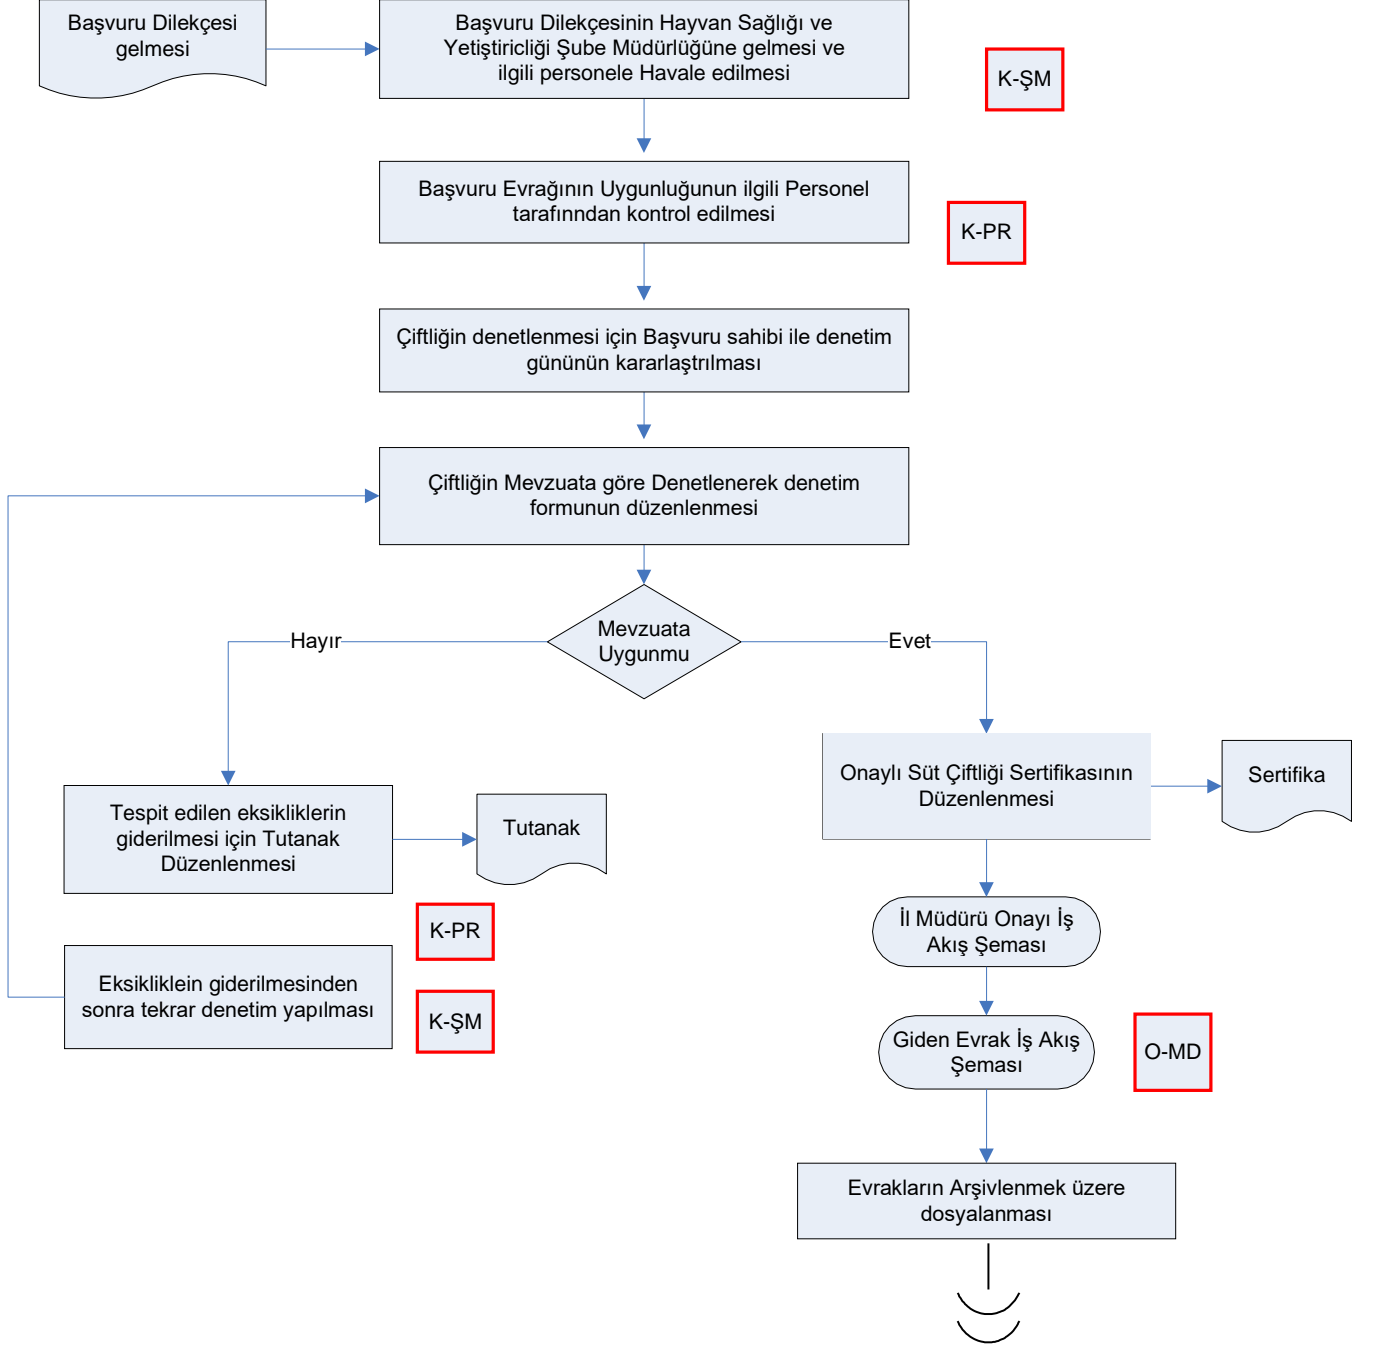 Başvuru Dilekçesi
gelmesi
Başvuru Dilekçesinin Hayvan Sağlığı ve
Yetiştiriciliği Şube Müdürlüğüne gelmesi ve
ilgili personele Havale edilmesi
K-ŞM
Başvuru Evrağının Uygunluğunun ilgili Personel
tarafınndan kontrol edilmesi
K-PR
Çiftliğin denetlenmesi için Başvuru sahibi ile denetim
gününün kararlaştrılması
Çiftliğin Mevzuata göre Denetlenerek denetim
formunun düzenlenmesi
Mevzuata
Uygunmu
Hayır
Evet
Onaylı Süt Çiftliği Sertifikasının
Düzenlenmesi
Sertifika
Tespit edilen eksikliklerin
giderilmesi için Tutanak
Düzenlenmesi
Tutanak
K-PR
İl Müdürü Onayı İş
Akış Şeması
Eksikliklein giderilmesinden
sonra tekrar denetim yapılması
K-ŞM
Giden Evrak İş Akış
Şeması
O-MD
Evrakların Arşivlenmek üzere
dosyalanması